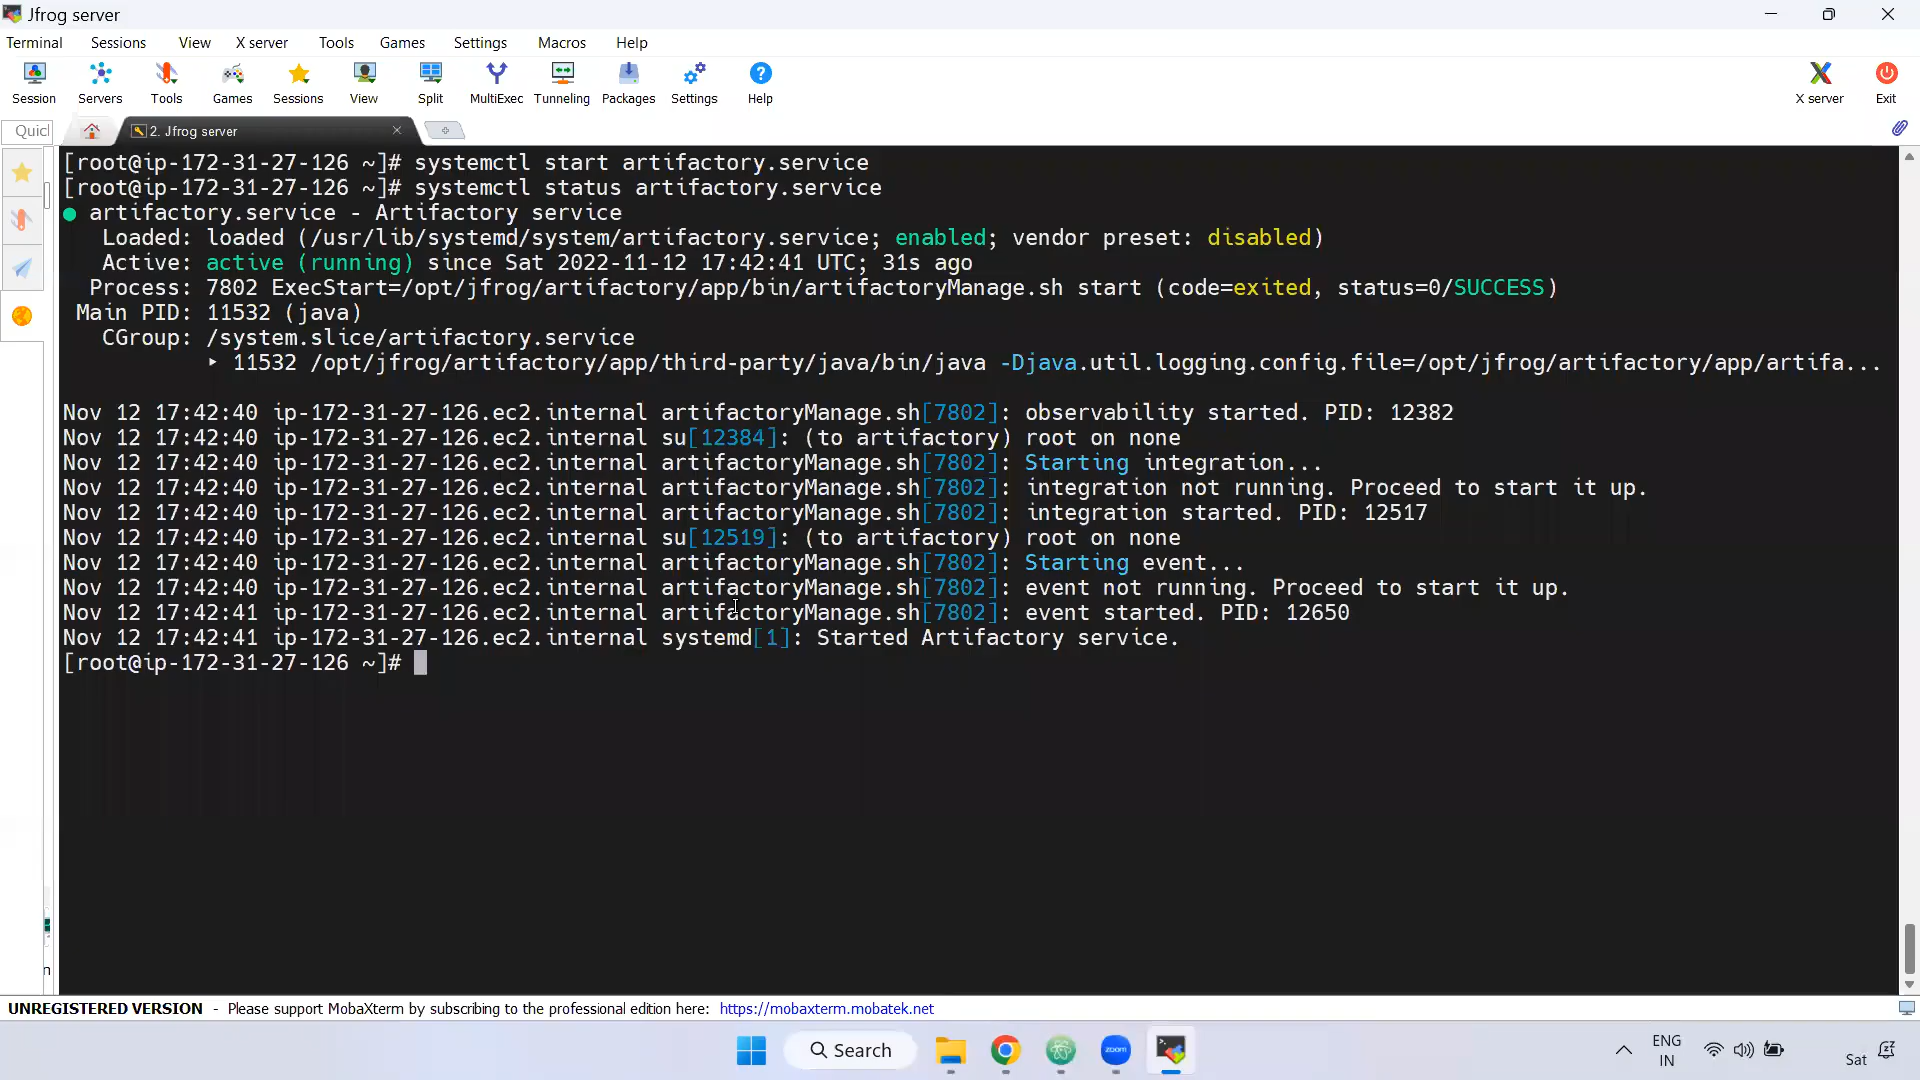 Jfrog server
Terminal Sessions View X server Tools Games Settings Macros Help
Session Servers Tools Games Sessions View Split MultiExec Tunneling Packages Settings Help X server Exit
Quicl 2. Jfrog server
[root@ip-172-31-27-126 ~]# systemctl start artifactory.service
[root@ip-172-31-27-126 ~]# systemctl status artifactory.service
● artifactory.service - Artifactory service
Loaded: loaded (/usr/lib/systemd/system/artifactory.service; enabled; vendor preset: disabled)
Active: active (running) since Sat 2022-11-12 17:42:41 UTC; 31s ago
Process: 7802 ExecStart=/opt/jfrog/artifactory/app/bin/artifactoryManage.sh start (code=exited, status=0/SUCCESS)
Main PID: 11532 (java)
CGroup: /system.slice/artifactory.service
‣ 11532 /opt/jfrog/artifactory/app/third-party/java/bin/java -Djava.util.logging.config.file=/opt/jfrog/artifactory/app/artifa...
Nov 12 17:42:40 ip-172-31-27-126.ec2.internal artifactoryManage.sh[7802]: observability started. PID: 12382
Nov 12 17:42:40 ip-172-31-27-126.ec2.internal su[12384]: (to artifactory) root on none
Nov 12 17:42:40 ip-172-31-27-126.ec2.internal artifactoryManage.sh[7802]: Starting integration...
Nov 12 17:42:40 ip-172-31-27-126.ec2.internal artifactoryManage.sh[7802]: integration not running. Proceed to start it up.
Nov 12 17:42:40 ip-172-31-27-126.ec2.internal artifactoryManage.sh[7802]: integration started. PID: 12517
Nov 12 17:42:40 ip-172-31-27-126.ec2.internal su[12519]: (to artifactory) root on none
Nov 12 17:42:40 ip-172-31-27-126.ec2.internal artifactoryManage.sh[7802]: Starting event...
Nov 12 17:42:40 ip-172-31-27-126.ec2.internal artifactoryManage.sh[7802]: event not running. Proceed to start it up.
Nov 12 17:42:41 ip-172-31-27-126.ec2.internal artifactoryManage.sh[7802]: event started. PID: 12650
Nov 12 17:42:41 ip-172-31-27-126.ec2.internal systemd[1]: Started Artifactory service.
[root@ip-172-31-27-126 ~]#
n
UNREGISTERED VERSION - Please support MobaXterm by subscribing to the professional edition here: https://mobaxterm.mobatek.net
Search zoom ENG
IN
Sat